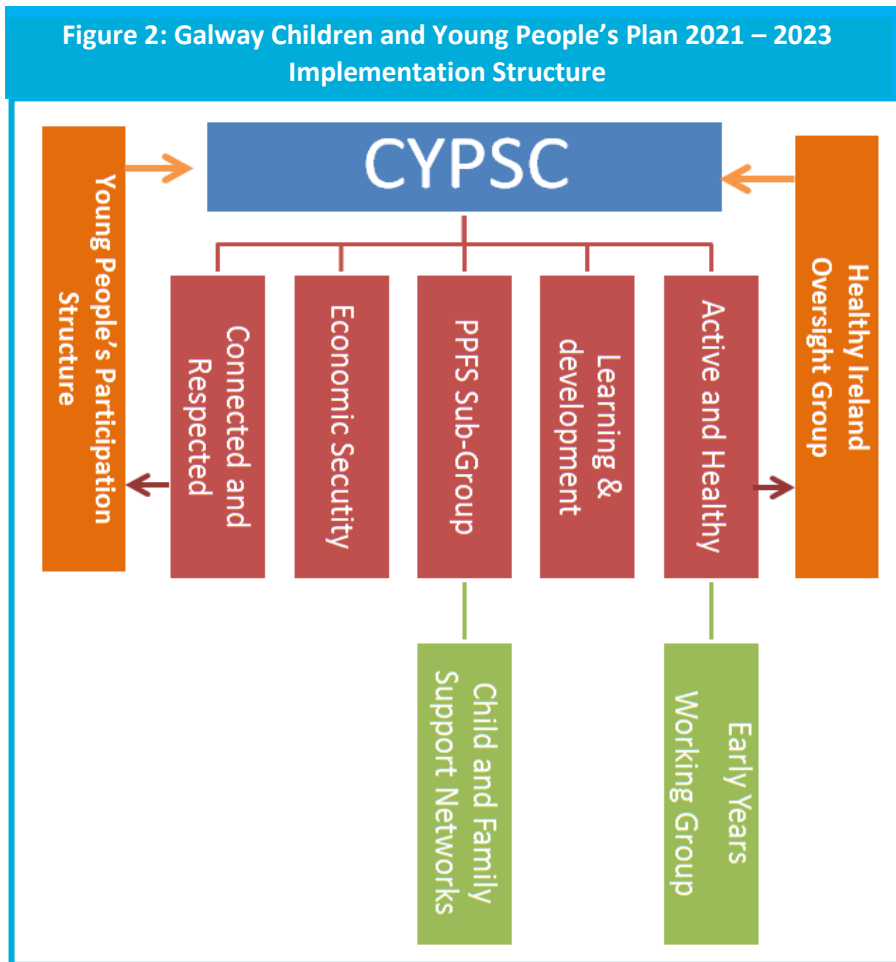 Figure 2: Galway Children and Young People’s Plan 2021 – 2023
Implementation Structure
CYPSC
Young People’s Participation
Structure
Connected and
Respected
Economic Secutity
PPFS Sub-Group
Learning &
development
Active and Healthy
Healthy Ireland
Oversight Group
Child and Family
Support Networks
Early Years
Working Group